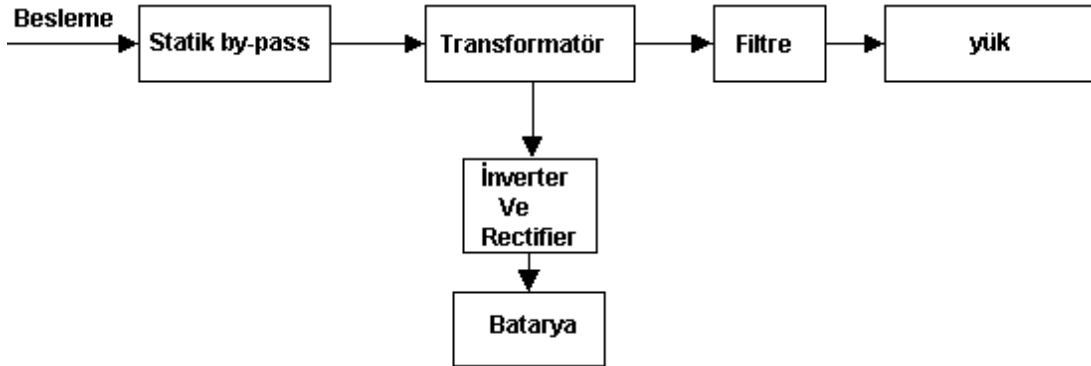 Besleme
Statik by-pass
Transformatör
Filtre
yük
İnverter
Ve
Rectifier
Batarya